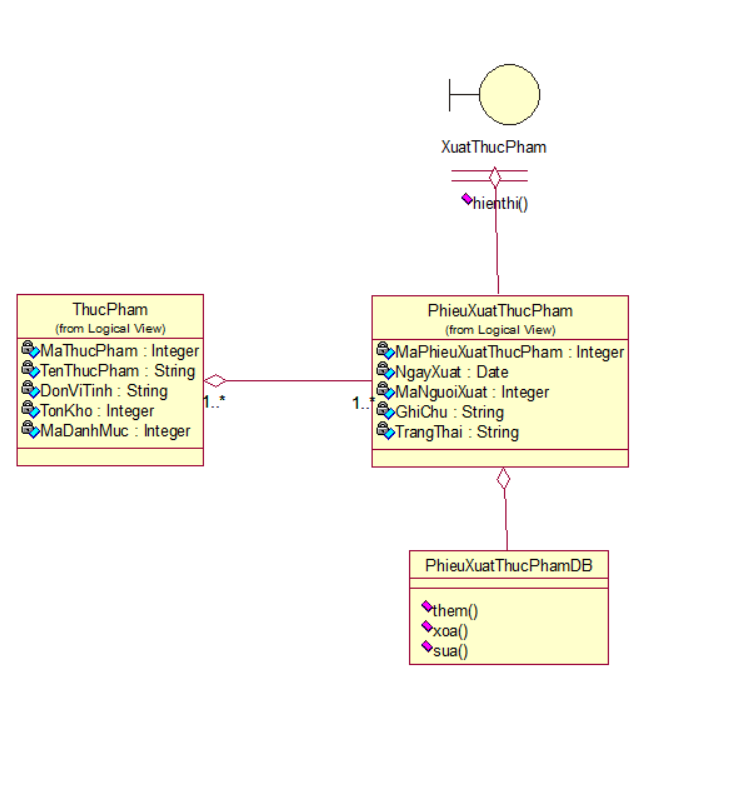 XuatThucPham
hienthi()
ThucPham
(from Logical View)
MaThucPham : Integer
TenThucPham : String
DonViTinh : String
TonKho : Integer
MaDanhMuc : Integer
1..*
1..*
PhieuXuatThucPham
(from Logical View)
MaPhieuXuatThucPham : Integer
NgayXuat : Date
MaNguoiXuat : Integer
GhiChu : String
TrangThai : String
PhieuXuatThucPhamDB
them()
xoa()
sua()